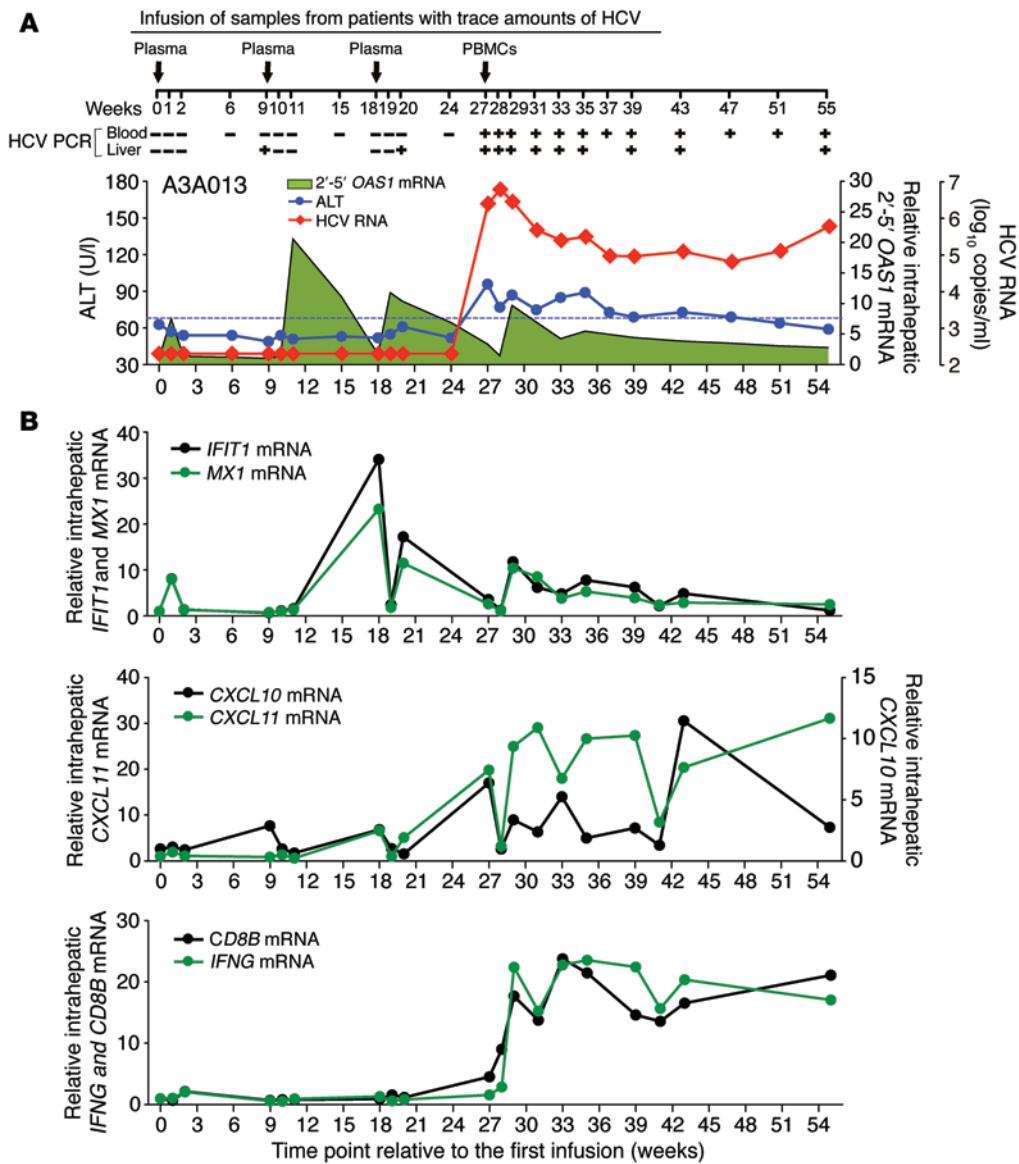 A
Infusion of samples from patients with trace amounts of HCV
Plasma Plasma Plasma PBMCs
Weeks 0 1 2 6 9 10 11 15 18 19 20 24 27 28 29 31 33 35 37 39 43 47 51 55
HCV PCR
Blood − − − − − − − − − − − − + + + + + + + + + + + +
Liver − − − + − − − − + + + + + + + + + +
A3A013
2'-5' OAS1 mRNA
ALT
HCV RNA
180 150 120 90 60 30
ALT (U/l)
30 25 20 15 10 5 0
Relative intrahepatic
2'-5' OAS1 mRNA
7 6 5 4 3 2
HCV RNA
(log10 copies/ml)
0 3 6 9 12 15 18 21 24 27 30 33 36 39 42 45 48 51 54
B
40 30 20 10 0
Relative intrahepatic
IFIT1 and MX1 mRNA
IFIT1 mRNA
MX1 mRNA
0 3 6 9 12 15 18 21 24 27 30 33 36 39 42 45 48 51 54
40 30 20 10 0
Relative intrahepatic
CXCL11 mRNA
CXCL10 mRNA
CXCL11 mRNA
15 10 5 0
Relative intrahepatic
CXCL10 mRNA
0 3 6 9 12 15 18 21 24 27 30 33 36 39 42 45 48 51 54
30 20 10 0
Relative intrahepatic
IFNG and CD8B mRNA
CD8B mRNA
IFNG mRNA
0 3 6 9 12 15 18 21 24 27 30 33 36 39 42 45 48 51 54
Time point relative to the first infusion (weeks)